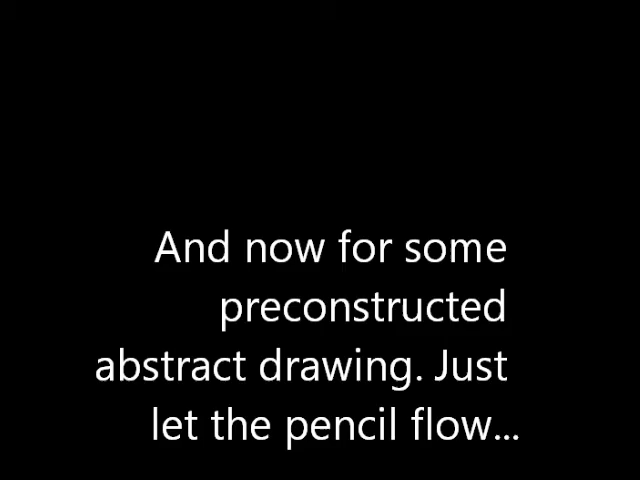 And now for some
preconstructed
abstract drawing. Just
let the pencil flow...